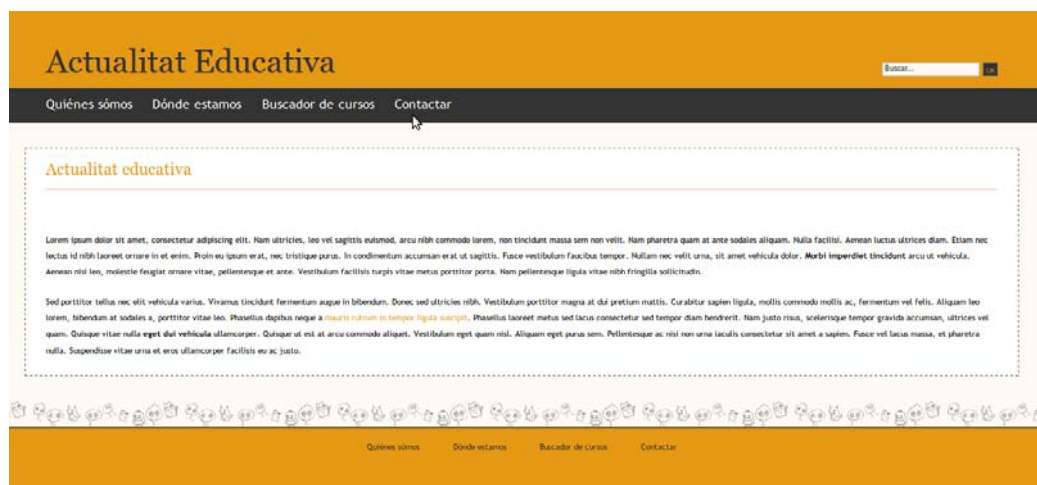 Actualitat Educativa
Buscar...
Quiénes sómos Dónde estamos Buscador de cursos Contactar
Actualitat educativa
Lorem ipsum dolor sit amet, consectetur adipiscing elit. Nam ultricies, leo vel sagittis euismod, arcu nibh commodo lorem, non tincidunt massa sem non velit. Nam pharetra quam at ante sodales aliquam. Nulla facilisi. Aenean luctus ultrices diam. Etiam nec
lectus id nibh laoreet ornare in et enim. Proin eu ipsum erat, nec tristique purus. In condimentum accumsan erat ut sagittis. Fusce vestibulum faucibus tempor. Nullam nec velit urna, sit amet vehicula dolor. Morbi imperdiet tincidunt arcu ut vehicula.
Aenean nisi leo, molestie feugiat ornare vitae, pellentesque et ante. Vestibulum facilisis turpis vitae metus porttitor porta. Nam pellentesque ligula vitae nibh fringilla sollicitudin.
Sed porttitor tellus nec elit vehicula varius. Vivamus tincidunt fermentum augue in bibendum. Donec sed ultricies nibh. Vestibulum porttitor magna at dui pretium mattis. Curabitur sapien ligula, mollis commodo mollis ac, fermentum vel felis. Aliquam leo
lorem, bibendum at sodales a, porttitor vitae leo. Phasellus dapibus neque a mauris rutrum in tempor ligula suscipit. Phasellus laoreet metus sed lacus consectetur sed tempor diam hendrerit. Nam justo risus, scelerisque tempor gravida accumsan, ultrices vel
quam. Quisque vitae nulla eget dui vehicula ullamcorper. Quisque ut est at arcu commodo aliquet. Vestibulum eget quam nisl. Aliquam eget purus sem. Pellentesque ac nisi non urna iaculis consectetur sit amet a sapien. Fusce vel lacus massa, et pharetra
nulla. Suspendisse vitae urna et eros ullamcorper facilisis eu ac justo.
Quiénes sómos Dónde estamos Buscador de cursos Contactar